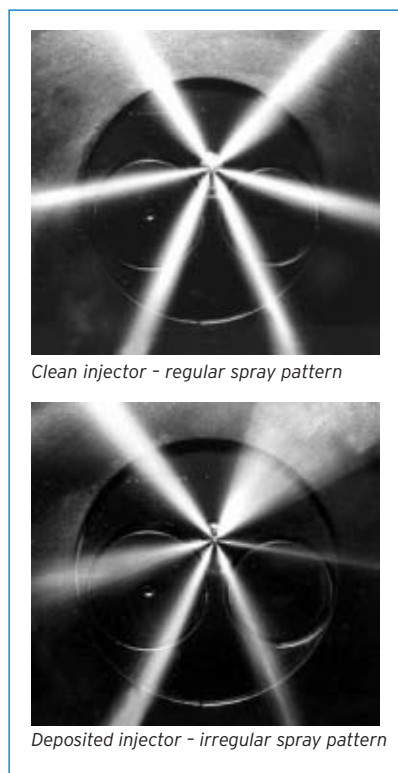 Clean injector – regular spray pattern
Deposited injector – irregular spray pattern